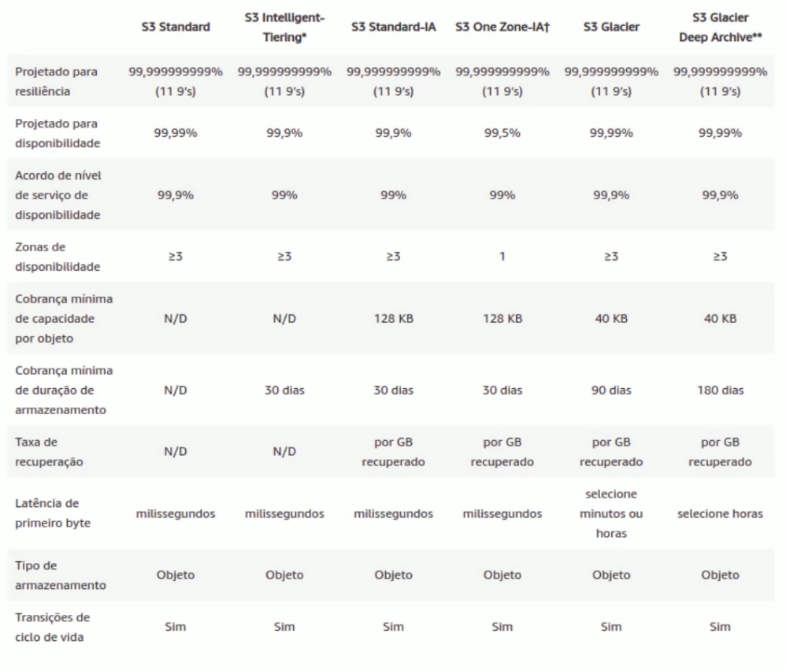 S3 Standard
S3 Intelligent-
Tiering*
S3 Standard-IA
S3 One Zone-IA†
S3 Glacier
S3 Glacier
Deep Archive**
Projetado para
resiliência
99,999999999%
(11 9's)
99,999999999%
(11 9's)
99,999999999%
(11 9's)
99,999999999%
(11 9's)
99,999999999%
(11 9's)
99,999999999%
(11 9's)
Projetado para
disponibilidade
99,99%
99,9%
99,9%
99,5%
99,99%
99,99%
Acordo de nível
de serviço de
disponibilidade
99,9%
99%
99%
99%
99,9%
99,9%
Zonas de
disponibilidade
≥3
≥3
≥3
1
≥3
≥3
Cobrança mínima
de capacidade
por objeto
N/D
N/D
128 KB
128 KB
40 KB
40 KB
Cobrança mínima
de duração de
armazenamento
N/D
30 dias
30 dias
30 dias
90 dias
180 dias
Taxa de
recuperação
N/D
N/D
por GB
recuperado
por GB
recuperado
por GB
recuperado
por GB
recuperado
Latência de
primeiro byte
milissegundos
milissegundos
milissegundos
milissegundos
selecione
minutos ou
horas
selecione horas
Tipo de
armazenamento
Objeto
Objeto
Objeto
Objeto
Objeto
Objeto
Transições de
ciclo de vida
Sim
Sim
Sim
Sim
Sim
Sim